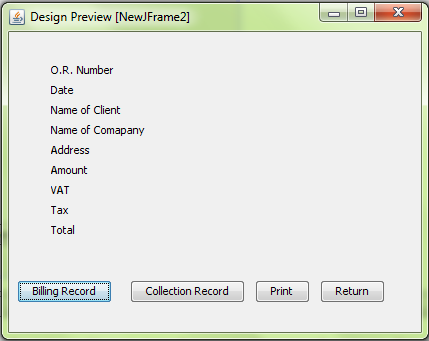 Design Preview [NewJFrame2]
O.R. Number
Date
Name of Client
Name of Comapany
Address
Amount
VAT
Tax
Total
Billing Record Collection Record Print Return